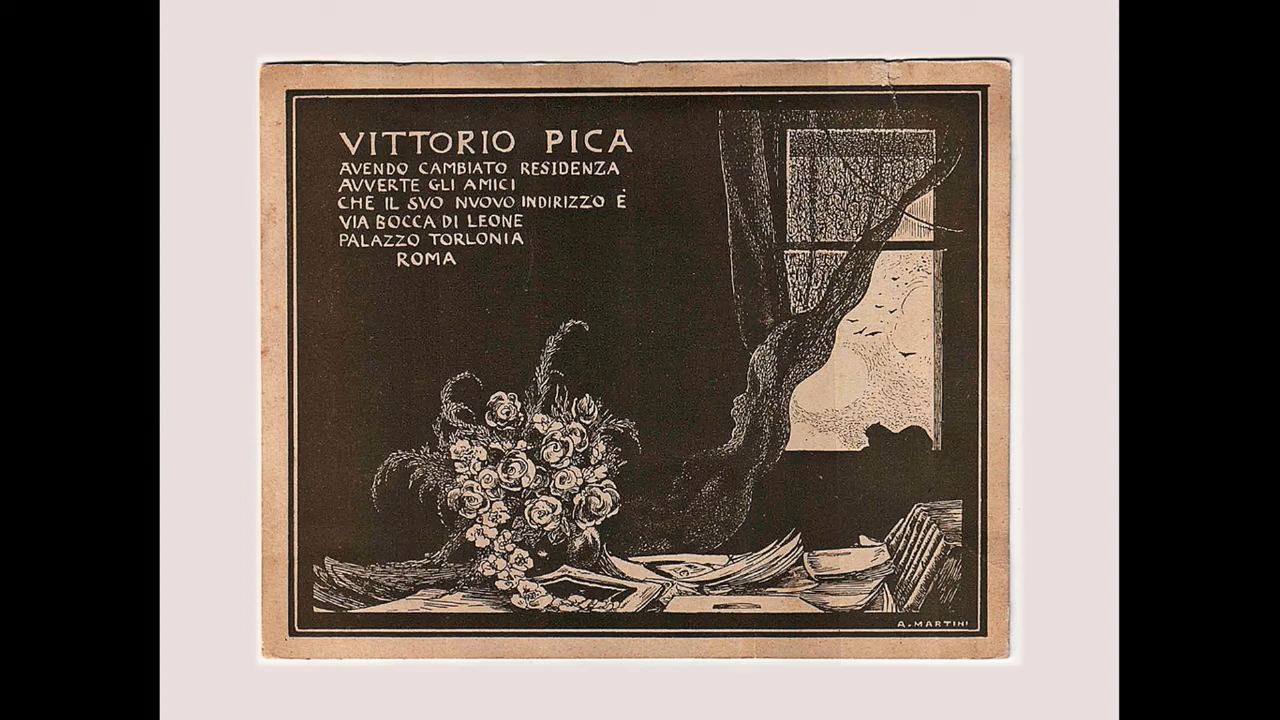 VITTORIO PICA
AVENDO CAMBIATO RESIDENZA
AVVERTE GLI AMICI
CHE IL SVO NVOVO INDIRIZZO È
VIA BOCCA DI LEONE
PALAZZO TORLONIA
ROMA
A. MARTINI